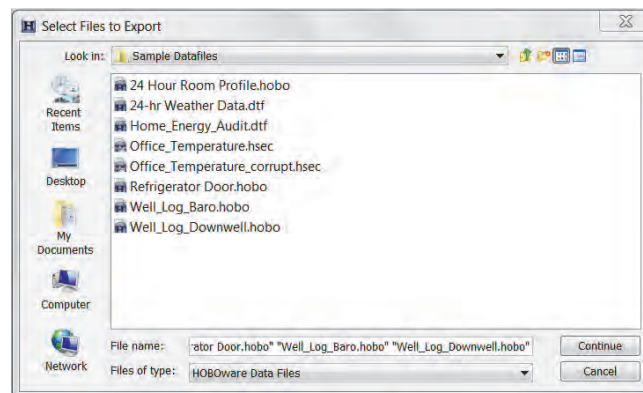 Select Files to Export
Look in: Sample Datafiles
Recent
Items
Desktop
My
Documents
Computer
Network
24 Hour Room Profile.hobo
24-hr Weather Data.dtf
Home_Energy_Audit.dtf
Office_Temperature.hsec
Office_Temperature_corrupt.hsec
Refrigerator Door.hobo
Well_Log_Baro.hobo
Well_Log_Downwell.hobo
File name: rator Door.hobo" "Well_Log_Baro.hobo" "Well_Log_Downwell.hobo" Continue
Files of type: HOBOware Data Files Cancel